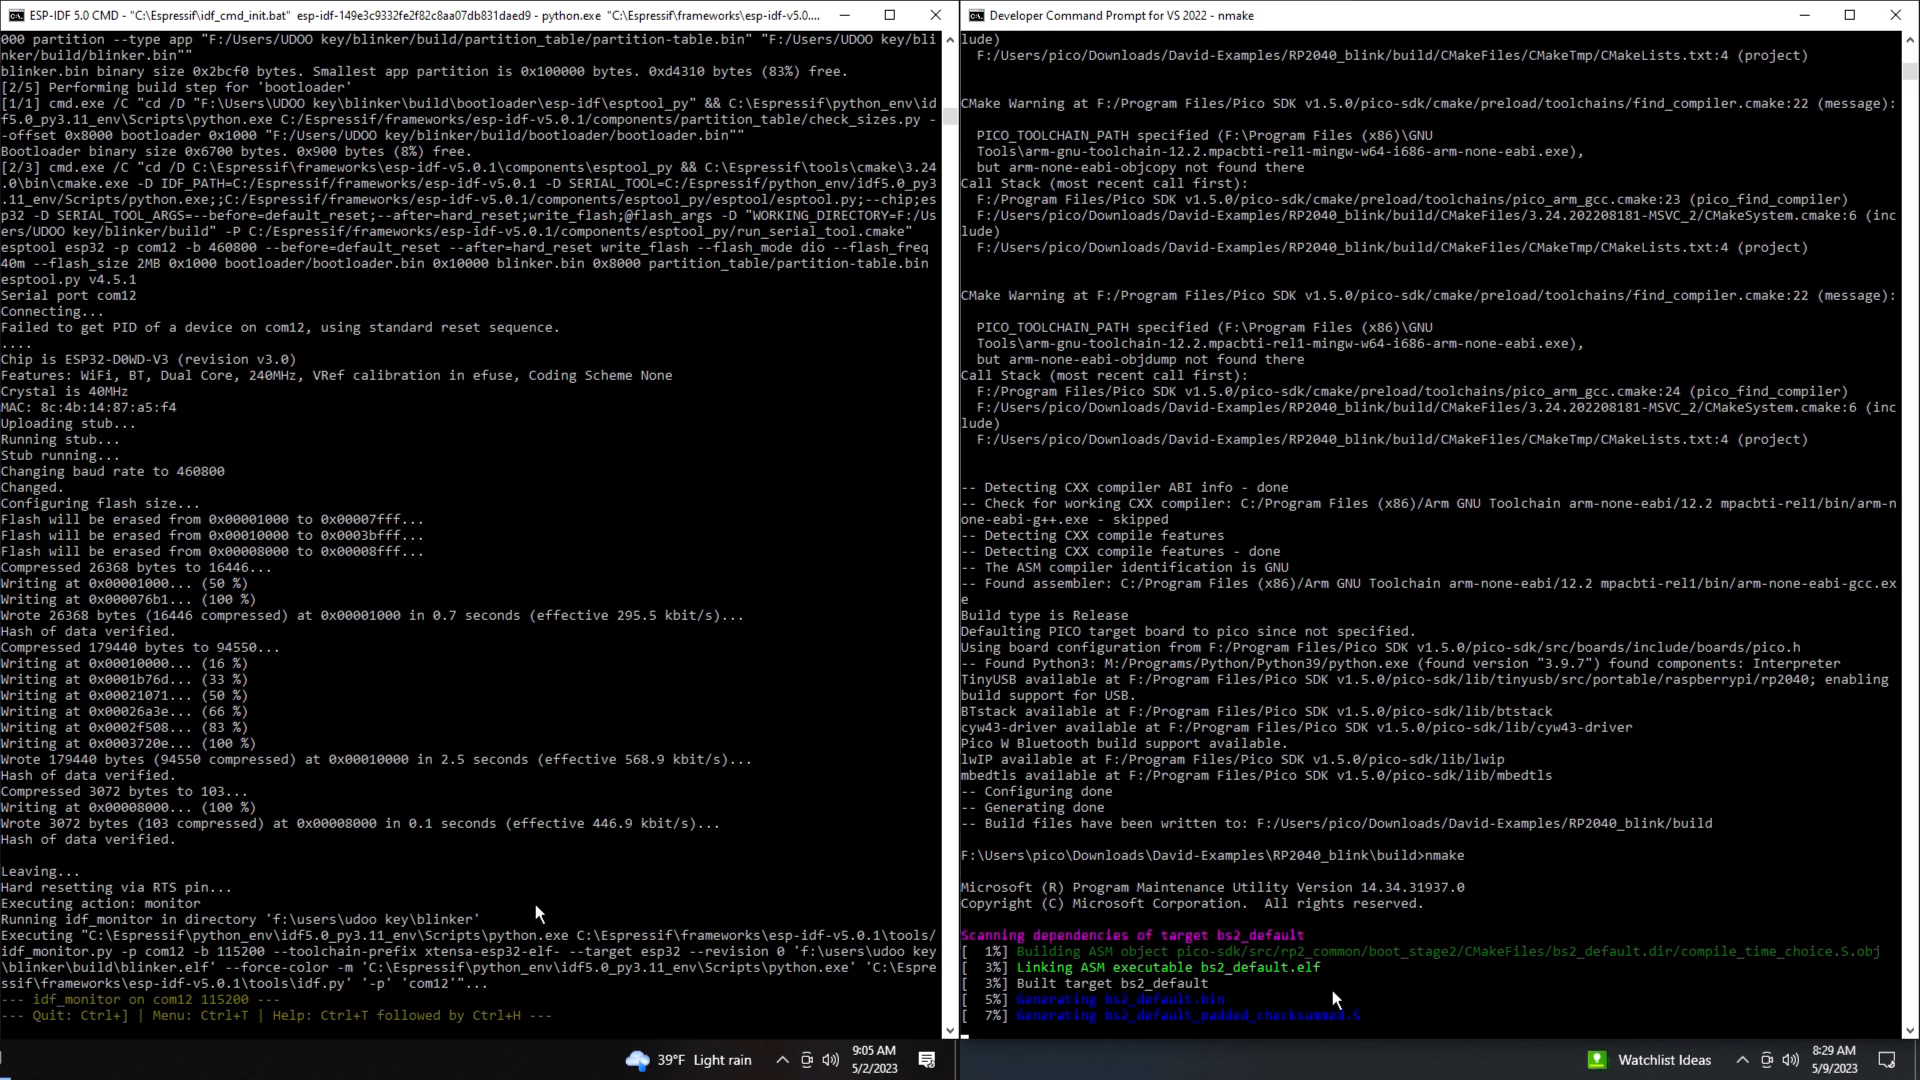 ESP-IDF 5.0 CMD - "C:\Espressif\idf_cmd_init.bat"  esp-idf-149e3c9332fe2f82c8aa07db831daed9 - python.exe  "C:\Espressif\frameworks\esp-idf-v5.0....
000 partition --type app "F:/Users/UDOO key/blinker/build/partition_table/partition-table.bin" "F:/Users/UDOO key/bli
nker/build/blinker.bin""
blinker.bin binary size 0x2bcf0 bytes. Smallest app partition is 0x100000 bytes. 0xd4310 bytes (83%) free.
[2/5] Performing build step for 'bootloader'
[1/1] cmd.exe /C "cd /D "F:\Users\UDOO key\blinker\build\bootloader\esp-idf\esptool_py" && C:\Espressif\python_env\id
f5.0_py3.11_env\Scripts\python.exe C:/Espressif/frameworks/esp-idf-v5.0.1/components/partition_table/check_sizes.py -
-offset 0x8000 bootloader 0x1000 "F:/Users/UDOO key/blinker/build/bootloader/bootloader.bin""
Bootloader binary size 0x6700 bytes. 0x900 bytes (8%) free.
[2/3] cmd.exe /C "cd /D C:\Espressif\frameworks\esp-idf-v5.0.1\components\esptool_py && C:\Espressif\tools\cmake\3.24
.0\bin\cmake.exe -D IDF_PATH=C:/Espressif/frameworks/esp-idf-v5.0.1 -D SERIAL_TOOL=C:/Espressif/python_env/idf5.0_py3
.11_env/Scripts/python.exe;;C:/Espressif/frameworks/esp-idf-v5.0.1/components/esptool_py/esptool/esptool.py;--chip;es
p32 -D SERIAL_TOOL_ARGS=--before=default_reset;--after=hard_reset;write_flash;@flash_args -D "WORKING_DIRECTORY=F:/Us
ers/UDOO key/blinker/build" -P C:/Espressif/frameworks/esp-idf-v5.0.1/components/esptool_py/run_serial_tool.cmake"
esptool esp32 -p com12 -b 460800 --before=default_reset --after=hard_reset write_flash --flash_mode dio --flash_freq
40m --flash_size 2MB 0x1000 bootloader/bootloader.bin 0x10000 blinker.bin 0x8000 partition_table/partition-table.bin
esptool.py v4.5.1
Serial port com12
Connecting...
Failed to get PID of a device on com12, using standard reset sequence.
....
Chip is ESP32-D0WD-V3 (revision v3.0)
Features: WiFi, BT, Dual Core, 240MHz, VRef calibration in efuse, Coding Scheme None
Crystal is 40MHz
MAC: 8c:4b:14:87:a5:f4
Uploading stub...
Running stub...
Stub running...
Changing baud rate to 460800
Changed.
Configuring flash size...
Flash will be erased from 0x00001000 to 0x00007fff...
Flash will be erased from 0x00010000 to 0x0003bfff...
Flash will be erased from 0x00008000 to 0x00008fff...
Compressed 26368 bytes to 16446...
Writing at 0x00001000... (50 %)
Writing at 0x000076b1... (100 %)
Wrote 26368 bytes (16446 compressed) at 0x00001000 in 0.7 seconds (effective 295.5 kbit/s)...
Hash of data verified.
Compressed 179440 bytes to 94550...
Writing at 0x00010000... (16 %)
Writing at 0x0001b76d... (33 %)
Writing at 0x00021071... (50 %)
Writing at 0x00026a3e... (66 %)
Writing at 0x0002f508... (83 %)
Writing at 0x0003720e... (100 %)
Wrote 179440 bytes (94550 compressed) at 0x00010000 in 2.5 seconds (effective 568.9 kbit/s)...
Hash of data verified.
Compressed 3072 bytes to 103...
Writing at 0x00008000... (100 %)
Wrote 3072 bytes (103 compressed) at 0x00008000 in 0.1 seconds (effective 446.9 kbit/s)...
Hash of data verified.
Leaving...
Hard resetting via RTS pin...
Executing action: monitor
Running idf_monitor in directory 'f:\users\udoo key\blinker'
Executing "C:\Espressif\python_env\idf5.0_py3.11_env\Scripts\python.exe C:\Espressif\frameworks\esp-idf-v5.0.1\tools/
idf_monitor.py -p com12 -b 115200 --toolchain-prefix xtensa-esp32-elf- --target esp32 --revision 0 'f:\users\udoo key
\blinker\build\blinker.elf' --force-color -m 'C:\Espressif\python_env\idf5.0_py3.11_env\Scripts\python.exe' 'C:\Espre
ssif\frameworks\esp-idf-v5.0.1\tools\idf.py' '-p' 'com12'"...
--- idf_monitor on com12 115200 ---
--- Quit: Ctrl+] | Menu: Ctrl+T | Help: Ctrl+T followed by Ctrl+H ---
39°F Light rain
9:05 AM
5/2/2023
Developer Command Prompt for VS 2022 - nmake
lude)
F:/Users/pico/Downloads/David-Examples/RP2040_blink/build/CMakeFiles/CMakeTmp/CMakeLists.txt:4 (project)
CMake Warning at F:/Program Files/Pico SDK v1.5.0/pico-sdk/cmake/preload/toolchains/find_compiler.cmake:22 (message):
PICO_TOOLCHAIN_PATH specified (F:\Program Files (x86)\GNU
Tools\arm-gnu-toolchain-12.2.mpacbti-rel1-mingw-w64-i686-arm-none-eabi.exe),
but arm-none-eabi-objcopy not found there
Call Stack (most recent call first):
F:/Program Files/Pico SDK v1.5.0/pico-sdk/cmake/preload/toolchains/pico_arm_gcc.cmake:23 (pico_find_compiler)
F:/Users/pico/Downloads/David-Examples/RP2040_blink/build/CMakeFiles/3.24.202208181-MSVC_2/CMakeSystem.cmake:6 (inc
lude)
F:/Users/pico/Downloads/David-Examples/RP2040_blink/build/CMakeFiles/CMakeTmp/CMakeLists.txt:4 (project)
CMake Warning at F:/Program Files/Pico SDK v1.5.0/pico-sdk/cmake/preload/toolchains/find_compiler.cmake:22 (message):
PICO_TOOLCHAIN_PATH specified (F:\Program Files (x86)\GNU
Tools\arm-gnu-toolchain-12.2.mpacbti-rel1-mingw-w64-i686-arm-none-eabi.exe),
but arm-none-eabi-objdump not found there
Call Stack (most recent call first):
F:/Program Files/Pico SDK v1.5.0/pico-sdk/cmake/preload/toolchains/pico_arm_gcc.cmake:24 (pico_find_compiler)
F:/Users/pico/Downloads/David-Examples/RP2040_blink/build/CMakeFiles/3.24.202208181-MSVC_2/CMakeSystem.cmake:6 (inc
lude)
F:/Users/pico/Downloads/David-Examples/RP2040_blink/build/CMakeFiles/CMakeTmp/CMakeLists.txt:4 (project)
-- Detecting CXX compiler ABI info - done
-- Check for working CXX compiler: C:/Program Files (x86)/Arm GNU Toolchain arm-none-eabi/12.2 mpacbti-rel1/bin/arm-n
one-eabi-g++.exe - skipped
-- Detecting CXX compile features
-- Detecting CXX compile features - done
-- The ASM compiler identification is GNU
-- Found assembler: C:/Program Files (x86)/Arm GNU Toolchain arm-none-eabi/12.2 mpacbti-rel1/bin/arm-none-eabi-gcc.ex
e
Build type is Release
Defaulting PICO target board to pico since not specified.
Using board configuration from F:/Program Files/Pico SDK v1.5.0/pico-sdk/src/boards/include/boards/pico.h
-- Found Python3: M:/Programs/Python/Python39/python.exe (found version "3.9.7") found components: Interpreter
TinyUSB available at F:/Program Files/Pico SDK v1.5.0/pico-sdk/lib/tinyusb/src/portable/raspberrypi/rp2040; enabling
build support for USB.
BTstack available at F:/Program Files/Pico SDK v1.5.0/pico-sdk/lib/btstack
cyw43-driver available at F:/Program Files/Pico SDK v1.5.0/pico-sdk/lib/cyw43-driver
Pico W Bluetooth build support available.
lwIP available at F:/Program Files/Pico SDK v1.5.0/pico-sdk/lib/lwip
mbedtls available at F:/Program Files/Pico SDK v1.5.0/pico-sdk/lib/mbedtls
-- Configuring done
-- Generating done
-- Build files have been written to: F:/Users/pico/Downloads/David-Examples/RP2040_blink/build
F:\Users\pico\Downloads\David-Examples\RP2040_blink\build>nmake
Microsoft (R) Program Maintenance Utility Version 14.34.31937.0
Copyright (C) Microsoft Corporation.  All rights reserved.
Scanning dependencies of target bs2_default
[  1%] Building ASM object pico-sdk/src/rp2_common/boot_stage2/CMakeFiles/bs2_default.dir/compile_time_choice.S.obj
[  3%] Linking ASM executable bs2_default.elf
[  3%] Built target bs2_default
[  5%] Generating bs2_default.bin
[  7%] Generating bs2_default_padded_checksummed.S
Watchlist Ideas
8:29 AM
5/9/2023